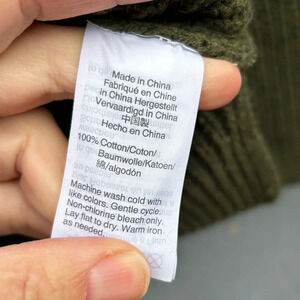 Made in China
Fabriqué en Chine
in China Hergestellt
Vervaardigd in China
中国製
Hecho en China
100% Cotton/Coton/
Baumwolle/Katoen/
綿/algodón
Machine wash cold with
like colors. Gentle cycle.
Non-chlorine bleach only.
Lay flat to dry. Warm iron
as needed.